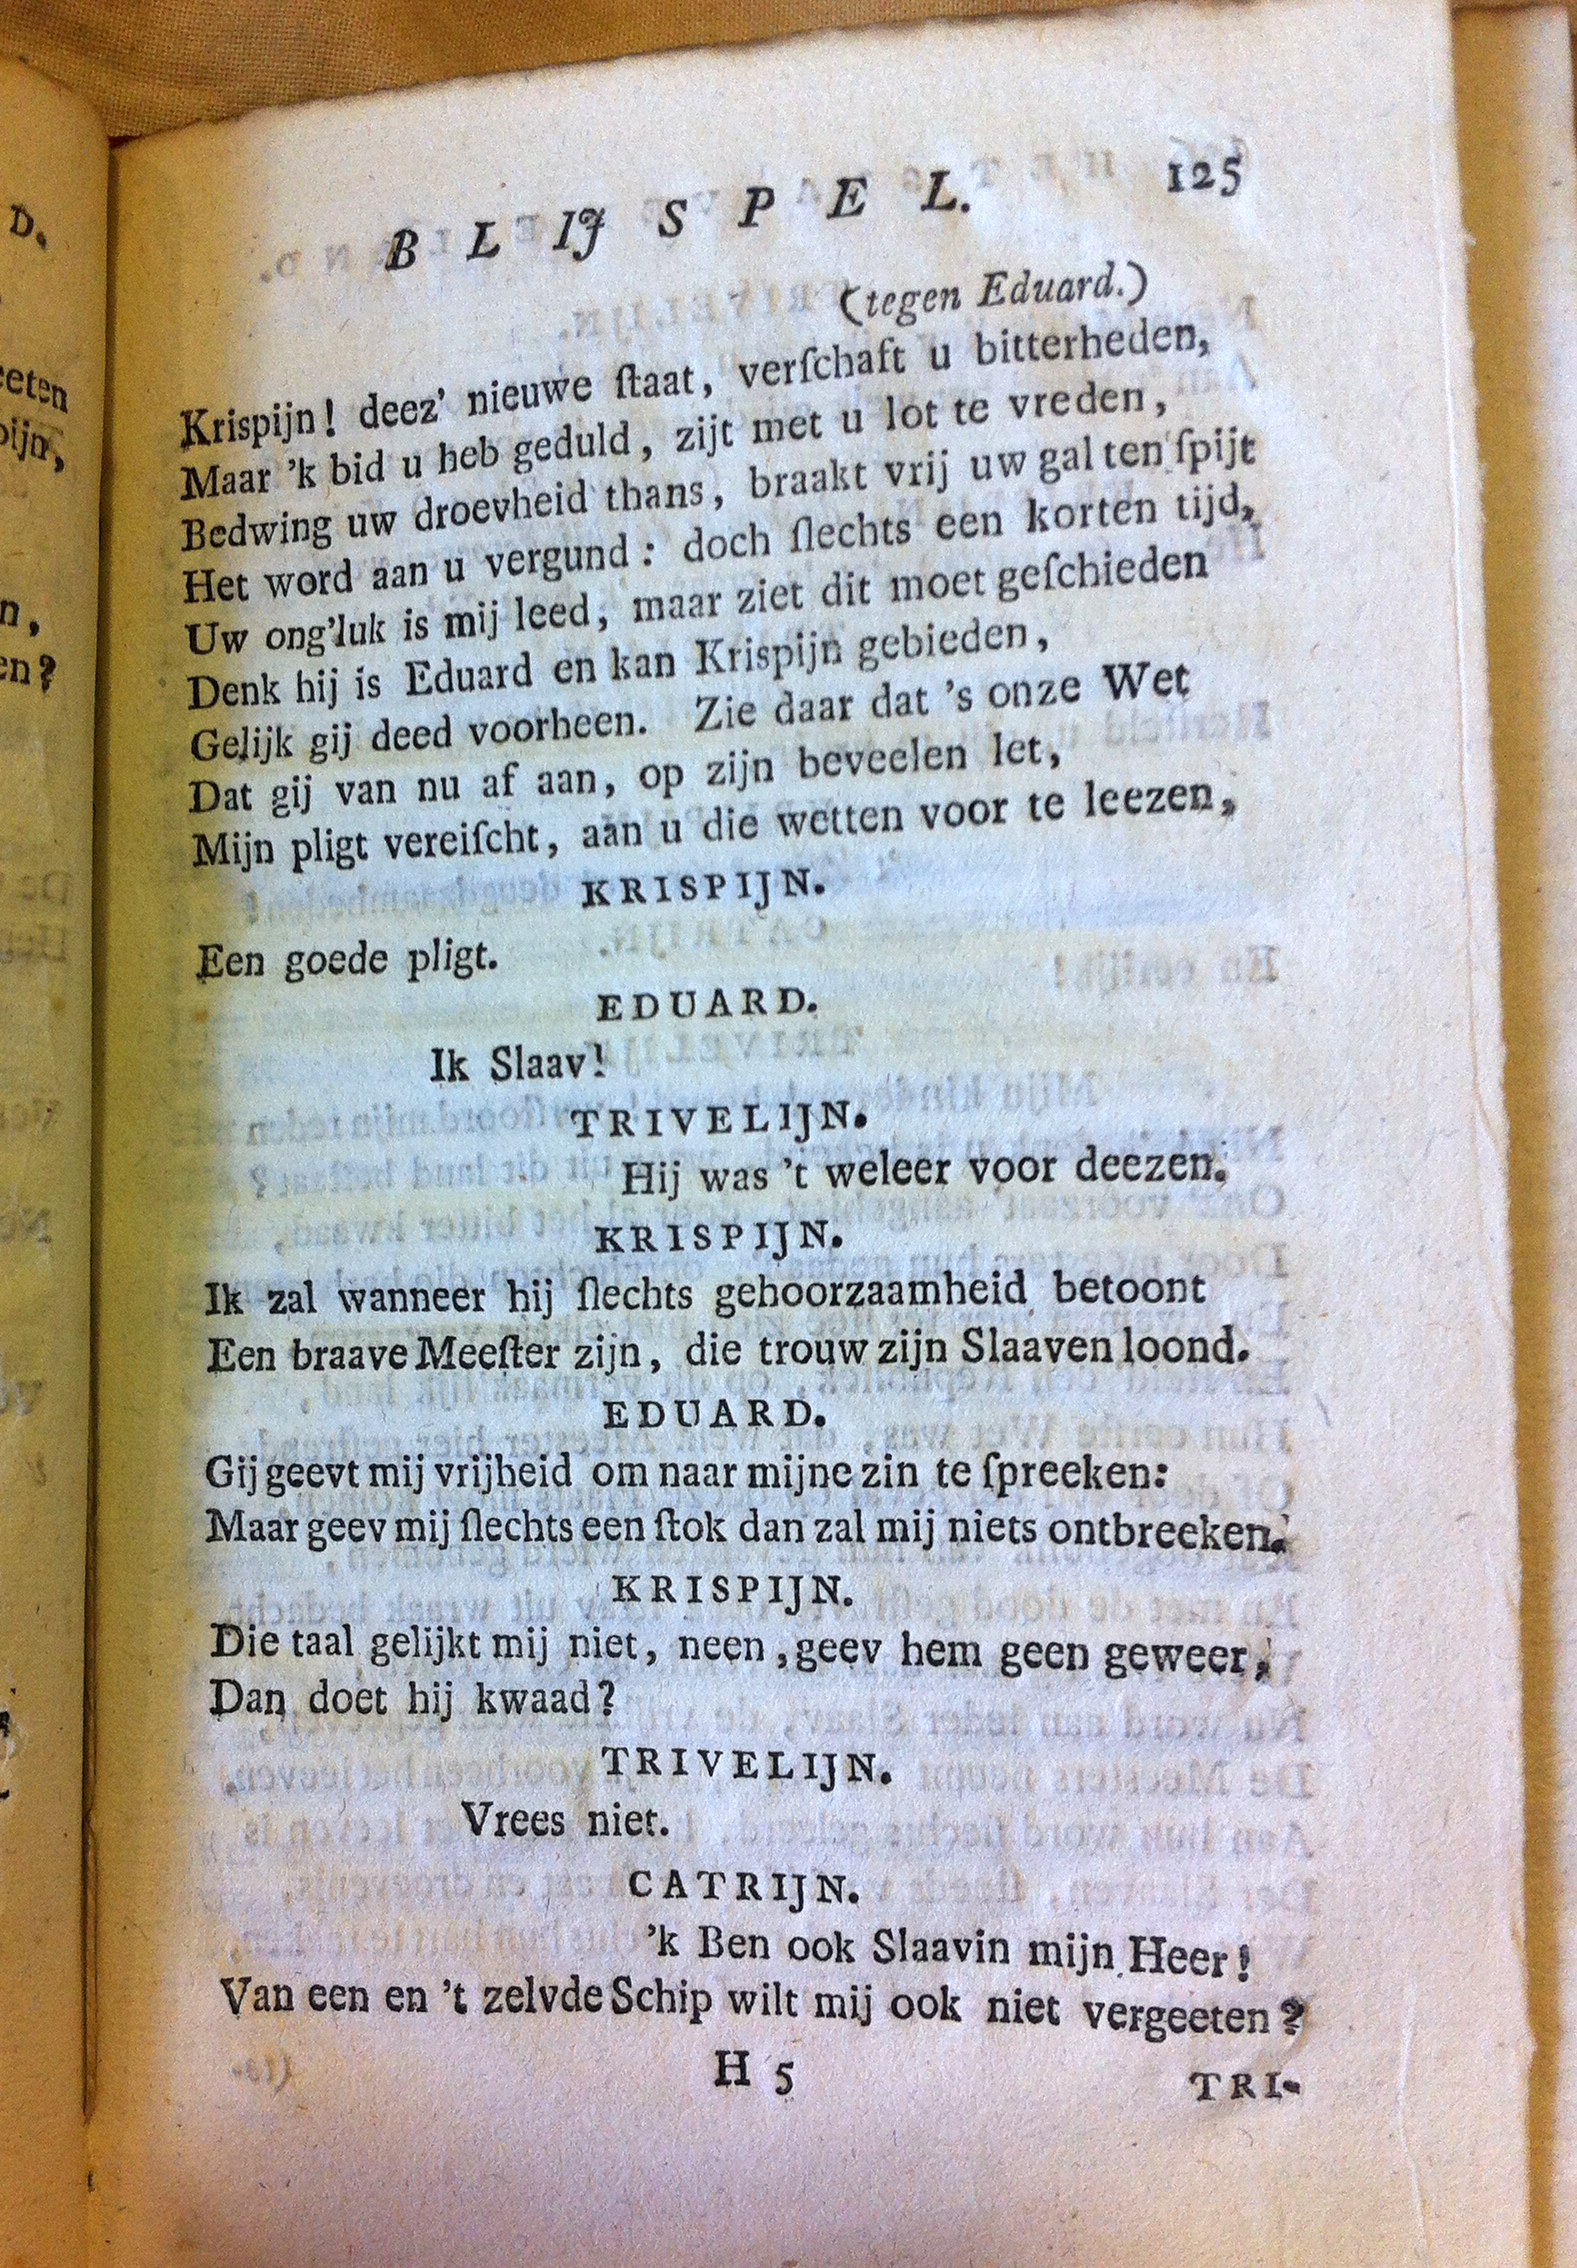 BLIJSPEL. 125
(tegen Eduard.)
Krispijn! deez' nieuwe ſtaat, verſchaft u bitterheden,
Maar 'k bid u heb geduld, zijt met u lot te vreden,
Bedwing uw droevheid thans, braakt vrij uw gal ten ſpijt
Het word aan u vergund: doch ſlechts een korten tijd,
Uw ong'luk is mij leed, maar ziet dit moet geſchieden
Denk hij is Eduard en kan Krispijn gebieden,
Gelijk gij deed voorheen. Zie daar dat 's onze Wet
Dat gij van nu af aan, op zijn beveelen let,
Mijn pligt vereiſcht, aan u die wetten voor te leezen,
KRISPIJN.
Een goede pligt.
EDUARD.
Ik Slaav!
TRIVELIJN.
Hij was 't weleer voor deezen.
KRISPIJN.
Ik zal wanneer hij ſlechts gehoorzaamheid betoont
Een braave Meeſter zijn, die trouw zijn Slaaven loond.
EDUARD.
Gij geevt mij vrijheid om naar mijne zin te ſpreeken:
Maar geev mij ſlechts een ſtok dan zal mij niets ontbreeken.
KRISPIJN.
Die taal gelijkt mij niet, neen, geev hem geen geweer,
Dan doet hij kwaad?
TRIVELIJN.
Vrees niet.
CATRIJN.
'k Ben ook Slaavin mijn Heer!
Van een en 't zelvde Schip wilt mij ook niet vergeeten?
H 5
TRI-